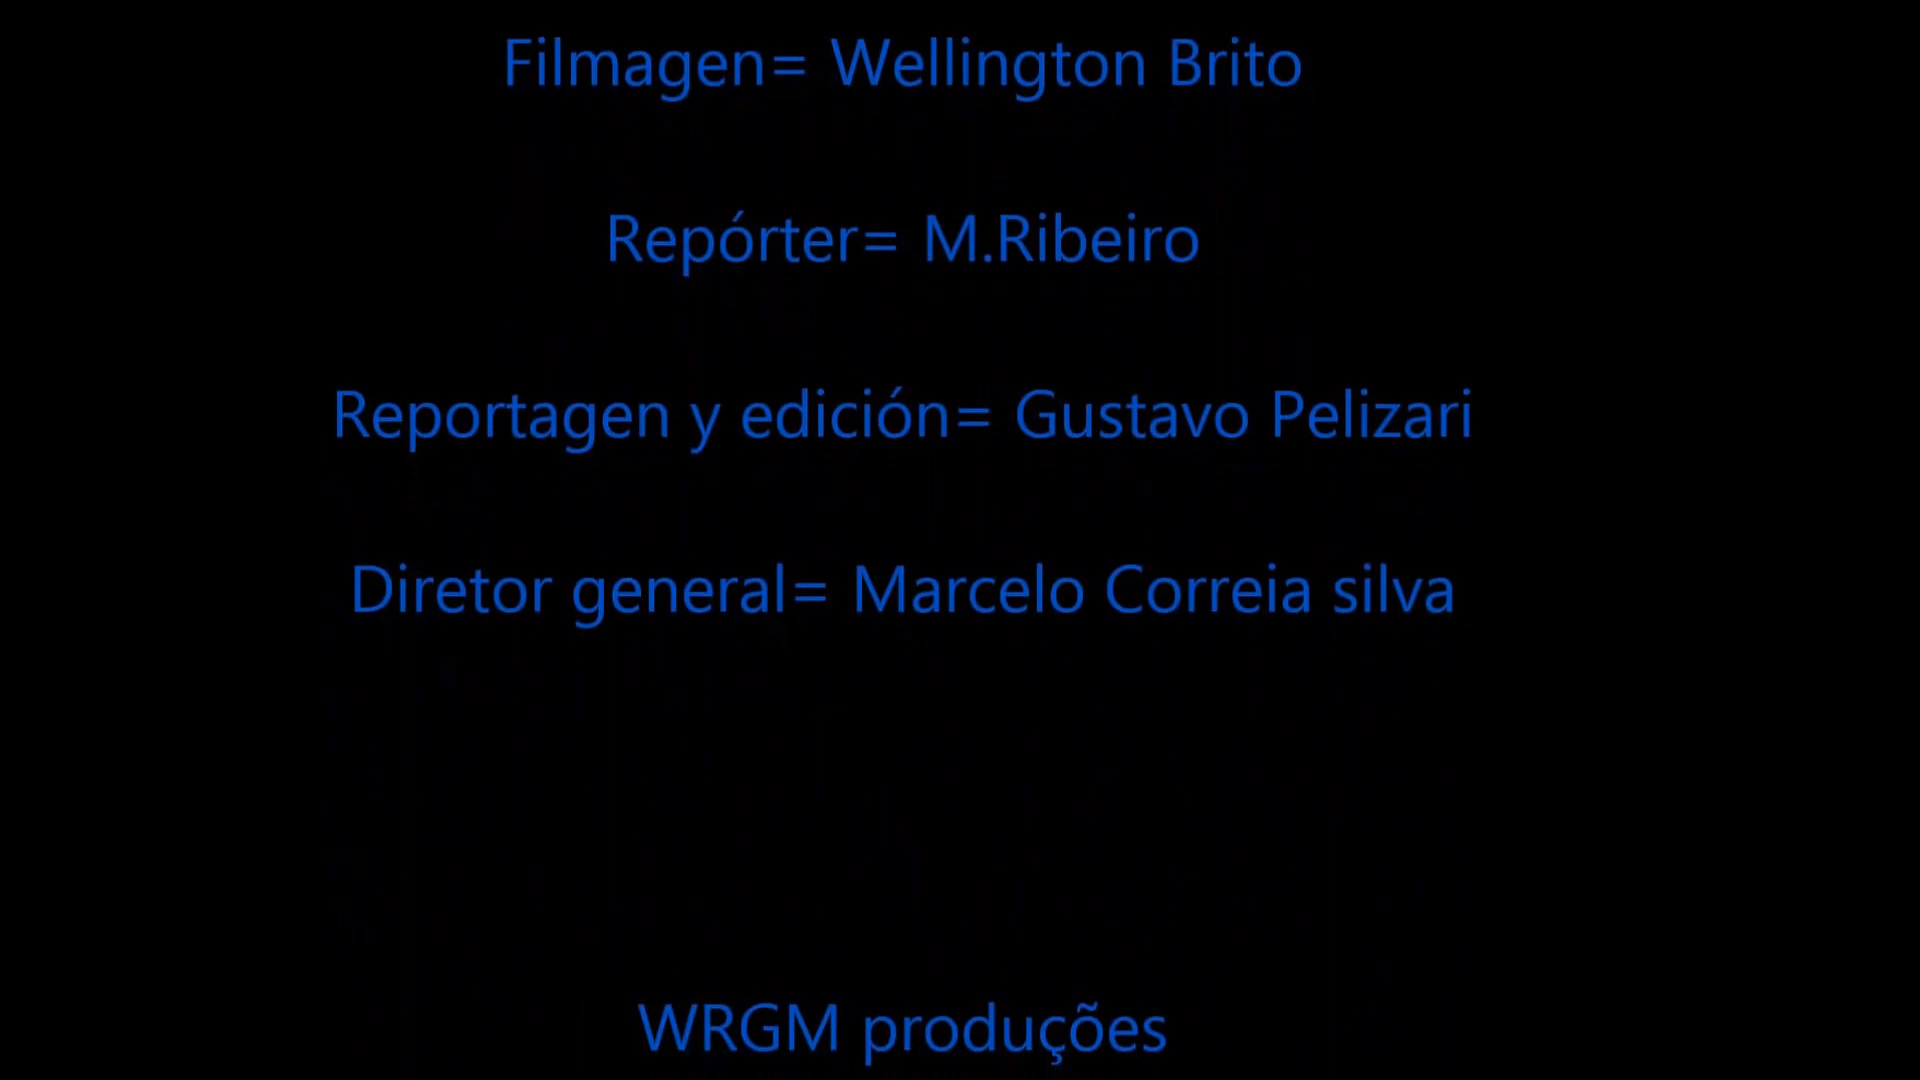 Filmagen= Wellington Brito
Repórter= M.Ribeiro
Reportagen y edición= Gustavo Pelizari
Diretor general= Marcelo Correia silva
WRGM produções